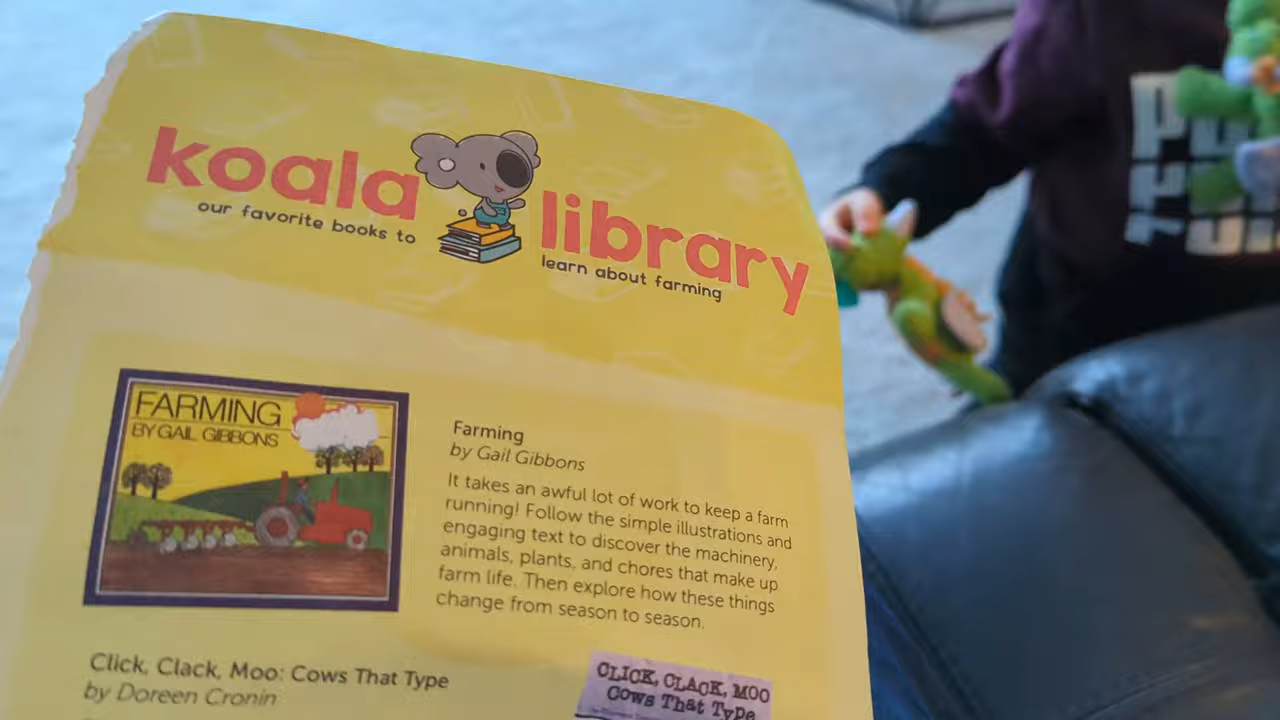 koala library
our favorite books to
learn about farming
FARMING
BY GAIL GIBBONS
Farming
by Gail Gibbons
It takes an awful lot of work to keep a farm
running! Follow the simple illustrations and
engaging text to discover the machinery,
animals, plants, and chores that make up
farm life. Then explore how these things
change from season to season.
Click, Clack, Moo: Cows That Type
by Doreen Cronin
CLICK, CLACK, MOO
Cows That Type